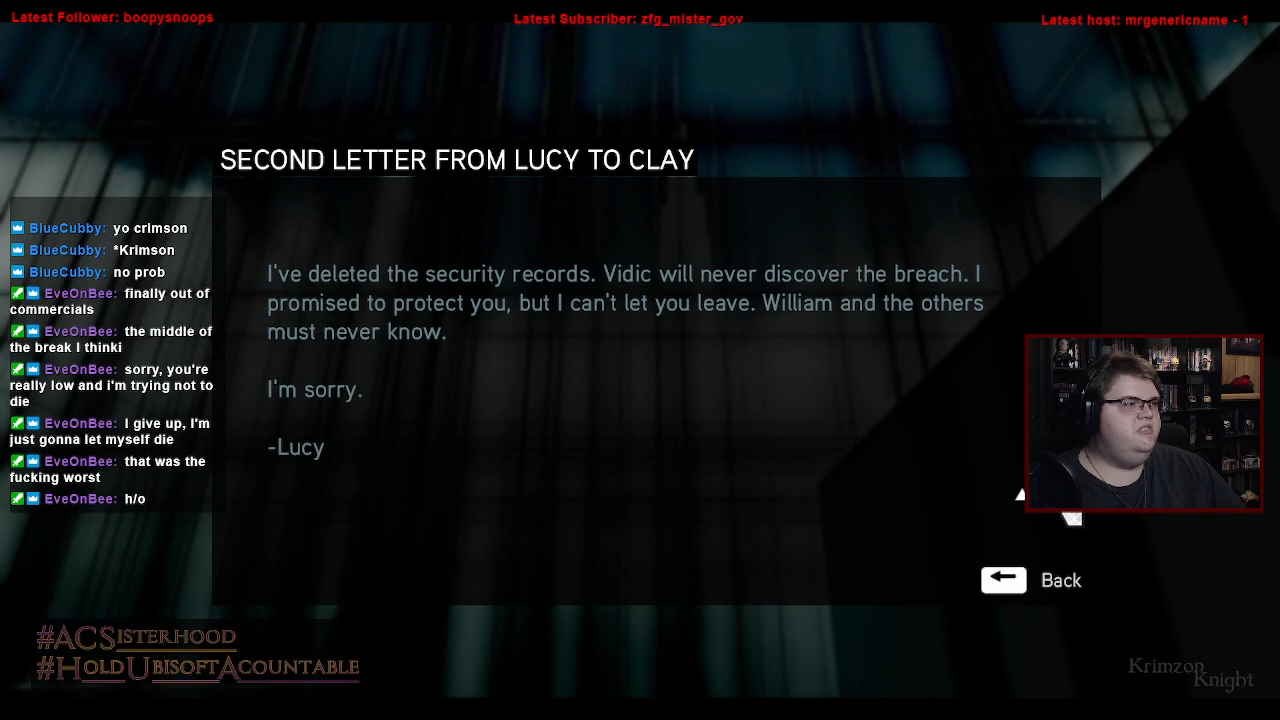 Latest Follower: boopysnoops
Latest Subscriber: zfg_mister_gov
Latest host: mrgenericname - 1
SECOND LETTER FROM LUCY TO CLAY
BlueCubby: yo crimson
BlueCubby: *Krimson
BlueCubby: no prob
EveOnBee: finally out of
commercials
EveOnBee: the middle of
the break I thinki
EveOnBee: sorry, you're
really low and i'm trying not to
die
EveOnBee: I give up, I'm
just gonna let myself die
EveOnBee: that was the
fucking worst
EveOnBee: h/o
I've deleted the security records. Vidic will never discover the breach. I
promised to protect you, but I can't let you leave. William and the others
must never know.
I'm sorry.
-Lucy
Back
#ACSisterhood
#HoldUbisoftAcountable
Krimzon
Knight